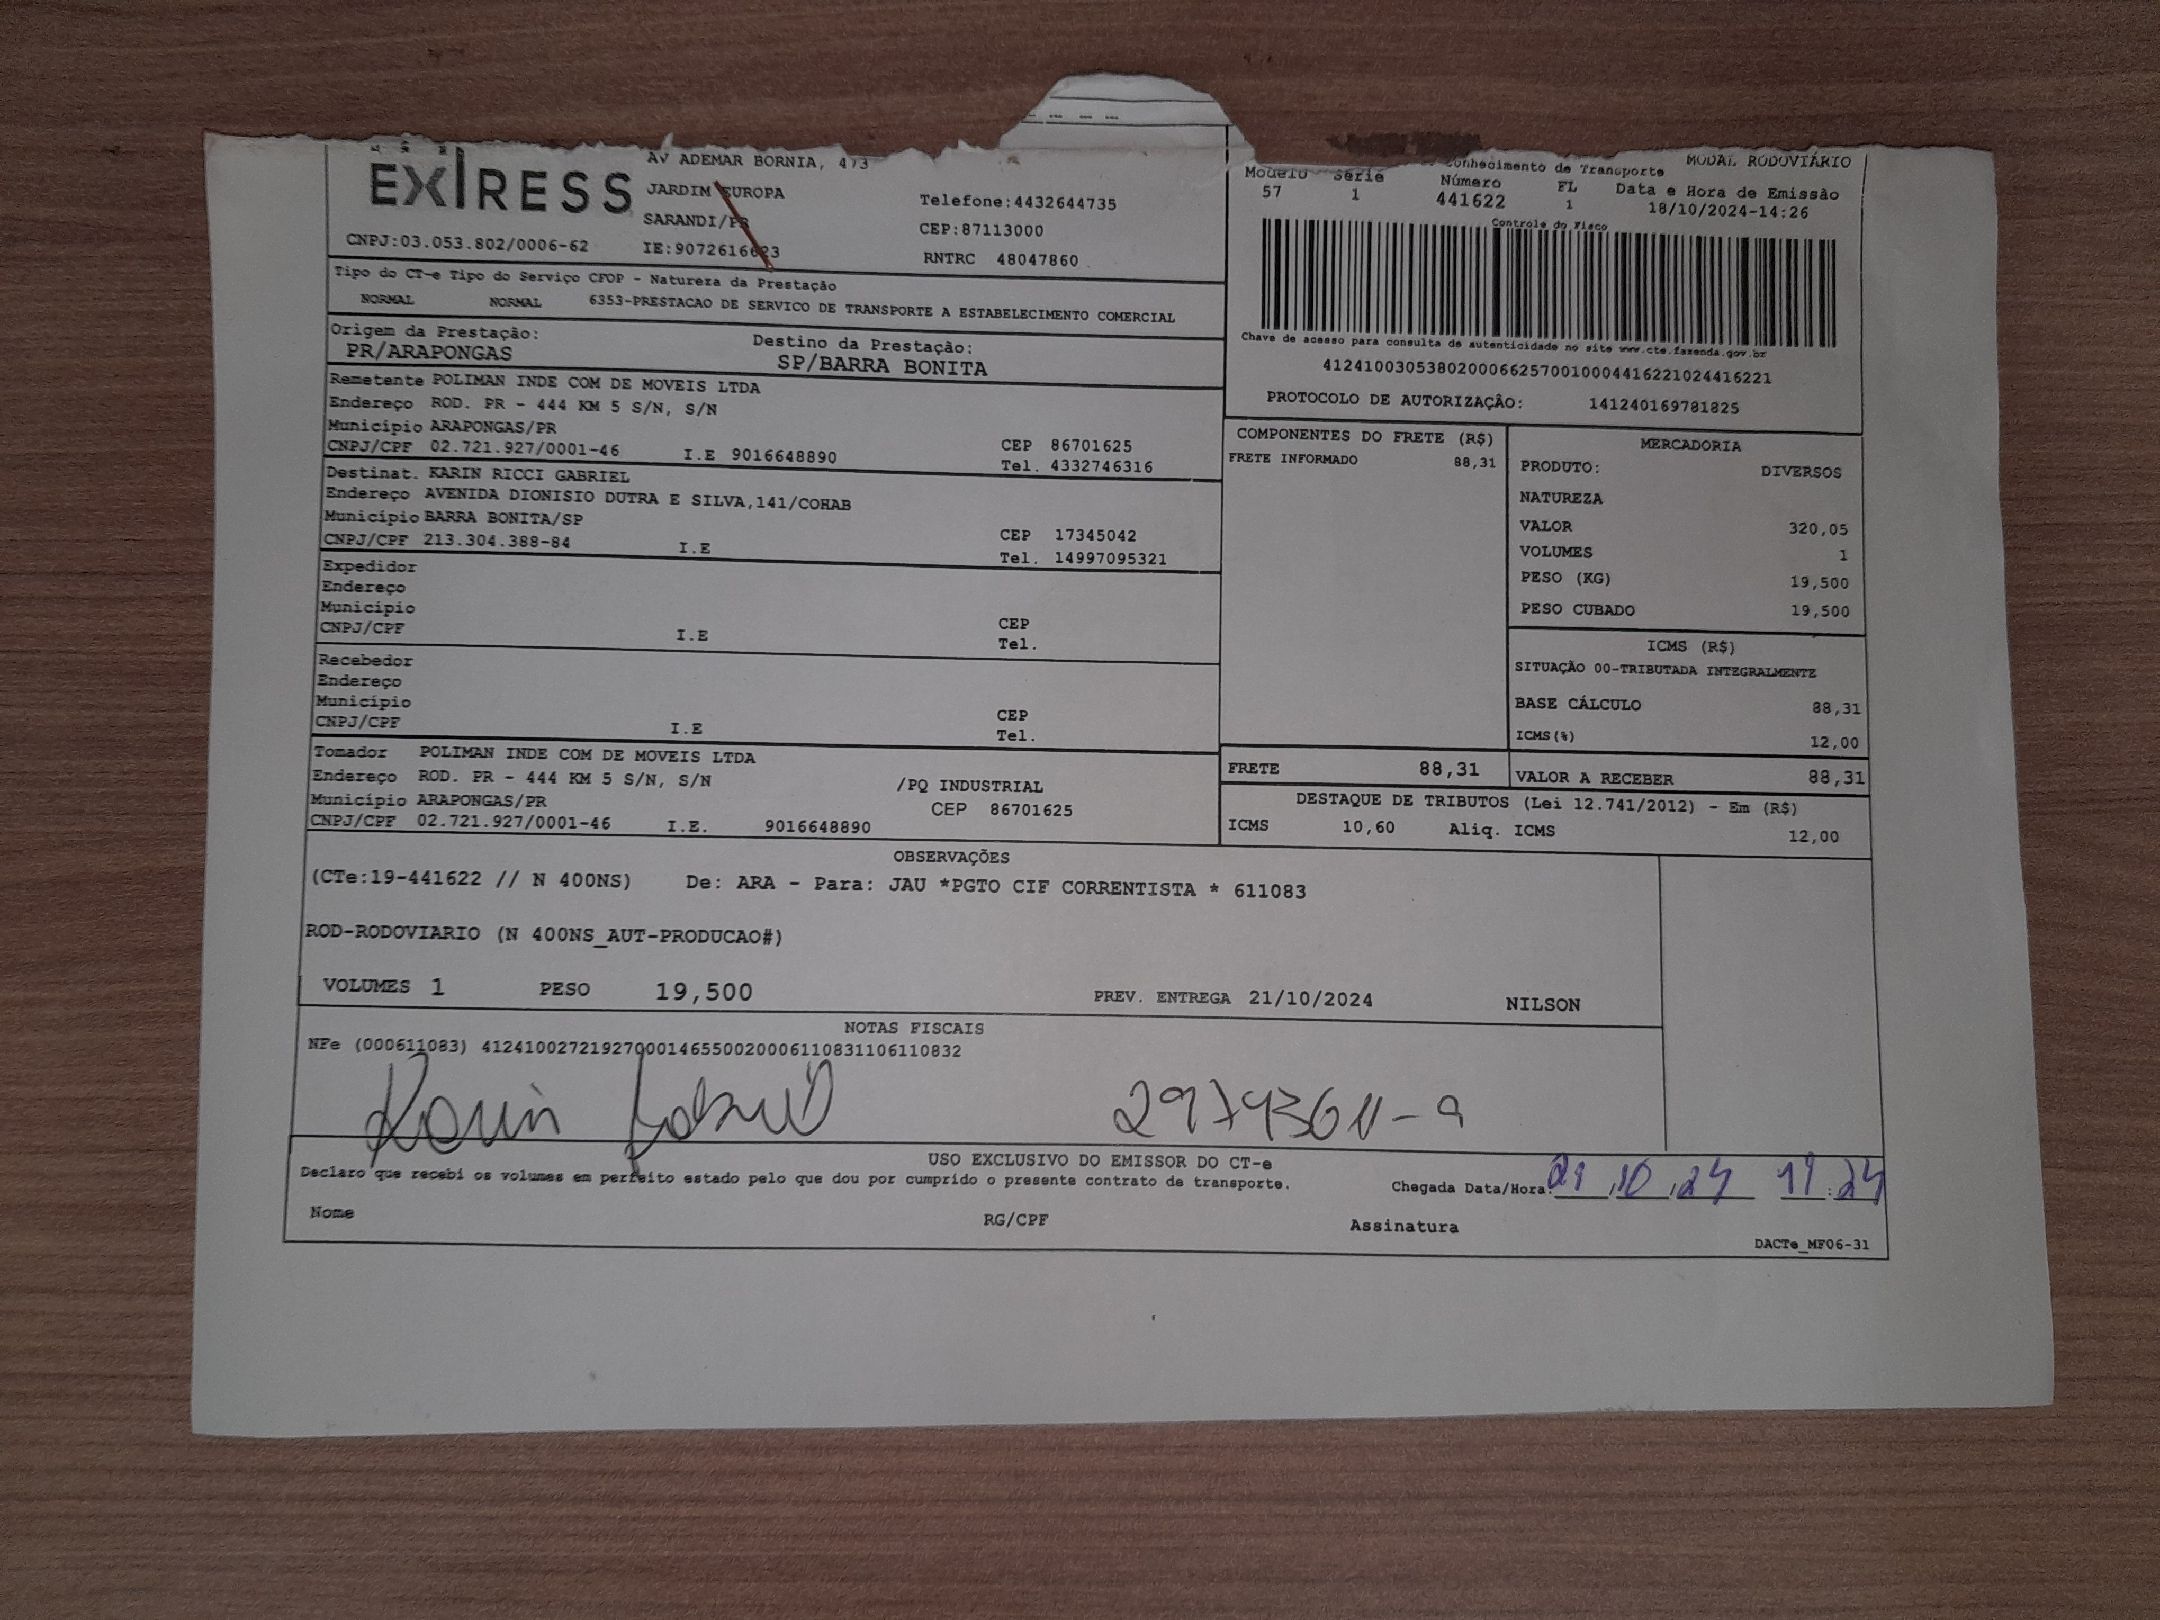 EXPRESS
AV ADEMAR BORNIA, 473
JARDIM EUROPA
SARANDI/PR
CNPJ:03.053.802/0006-62 IE:9072616623
Telefone:4432644735
CEP:87113000
RNTRC 48047860
Conhecimento de Transporte MODAL RODOVIÁRIO
Modelo Série Número FL Data e Hora de Emissão
57 1 441622 1 18/10/2024-14:26
Controle do Fisco
Chave de acesso para consulta de autenticidade no site www.cte.fazenda.gov.br
41241003053802000662570010004416221024416221
PROTOCOLO DE AUTORIZAÇÃO: 141240169781825
Tipo do CT-e Tipo do Serviço CFOP - Natureza da Prestação
NORMAL NORMAL 6353-PRESTACAO DE SERVICO DE TRANSPORTE A ESTABELECIMENTO COMERCIAL
Origem da Prestação: Destino da Prestação:
PR/ARAPONGAS SP/BARRA BONITA
Remetente POLIMAN INDE COM DE MOVEIS LTDA
Endereço ROD. PR - 444 KM 5 S/N, S/N
Município ARAPONGAS/PR CEP 86701625
CNPJ/CPF 02.721.927/0001-46 I.E 9016648890 Tel. 4332746316
Destinat. KARIN RICCI GABRIEL
Endereço AVENIDA DIONISIO DUTRA E SILVA,141/COHAB
Município BARRA BONITA/SP CEP 17345042
CNPJ/CPF 213.304.388-84 I.E Tel. 14997095321
Expedidor
Endereço
Município CEP
CNPJ/CPF I.E Tel.
Recebedor
Endereço
Município CEP
CNPJ/CPF I.E Tel.
Tomador POLIMAN INDE COM DE MOVEIS LTDA
Endereço ROD. PR - 444 KM 5 S/N, S/N /PQ INDUSTRIAL
Município ARAPONGAS/PR CEP 86701625
CNPJ/CPF 02.721.927/0001-46 I.E. 9016648890
COMPONENTES DO FRETE (R$)
FRETE INFORMADO 88,31
MERCADORIA
PRODUTO: DIVERSOS
NATUREZA
VALOR 320,05
VOLUMES 1
PESO (KG) 19,500
PESO CUBADO 19,500
ICMS (R$)
SITUAÇÃO 00-TRIBUTADA INTEGRALMENTE
BASE CÁLCULO 88,31
ICMS(%) 12,00
FRETE 88,31 VALOR A RECEBER 88,31
DESTAQUE DE TRIBUTOS (Lei 12.741/2012) - Em (R$)
ICMS 10,60 Aliq. ICMS 12,00
OBSERVAÇÕES
(CTe:19-441622 // N 400NS) De: ARA - Para: JAU *PGTO CIF CORRENTISTA * 611083
ROD-RODOVIARIO (N 400NS_AUT-PRODUCAO#)
VOLUMES 1 PESO 19,500 PREV. ENTREGA 21/10/2024 NILSON
NOTAS FISCAIS
NFe (000611083) 41241002721927000146550020006110831106110832
Karin Gabriel 29743611-9
USO EXCLUSIVO DO EMISSOR DO CT-e
Declaro que recebi os volumes em perfeito estado pelo que dou por cumprido o presente contrato de transporte.
Chegada Data/Hora: 21,10,24 11:24
Nome RG/CPF Assinatura
DACTe_MF06-31